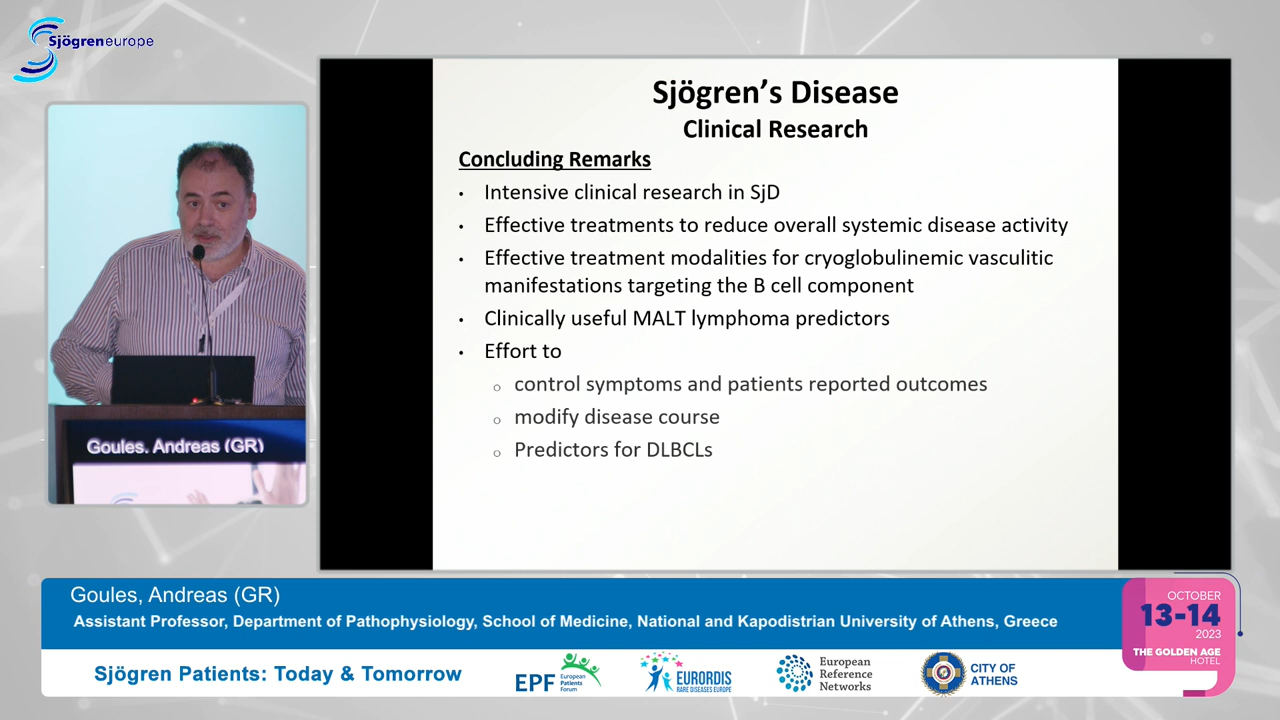 Sjögreneurope
Sjögren's Disease
Clinical Research
Concluding Remarks
• Intensive clinical research in SjD
• Effective treatments to reduce overall systemic disease activity
• Effective treatment modalities for cryoglobulinemic vasculitic
manifestations targeting the B cell component
• Clinically useful MALT lymphoma predictors
• Effort to
o control symptoms and patients reported outcomes
o modify disease course
o Predictors for DLBCLs
Goules, Andreas (GR)
Goules, Andreas (GR)
Assistant Professor, Department of Pathophysiology, School of Medicine, National and Kapodistrian University of Athens, Greece
OCTOBER
13-14
2023
THE GOLDEN AGE
HOTEL
Sjögren Patients: Today & Tomorrow
EPF
European
Patients
Forum
EURORDIS
RARE DISEASES EUROPE
European
Reference
Networks
CITY OF
ATHENS